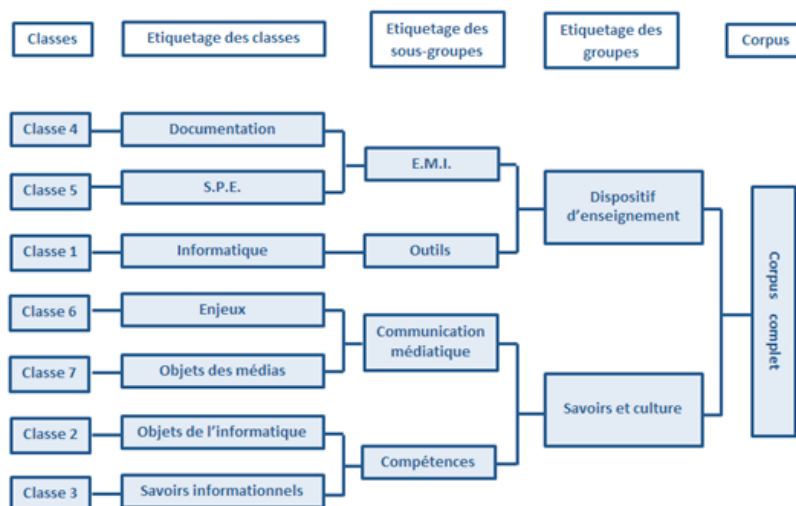 Classes
Etiquetage des classes
Etiquetage des
sous-groupes
Etiquetage des
groupes
Corpus
Classe 4
Documentation
E.M.I.
Classe 5
S.P.E.
Dispositif
d’enseignement
Classe 1
Informatique
Outils
Classe 6
Enjeux
Communication
médiatique
Classe 7
Objets des médias
Savoirs et culture
Classe 2
Objets de l’informatique
Compétences
Classe 3
Savoirs informationnels
Corpus complet